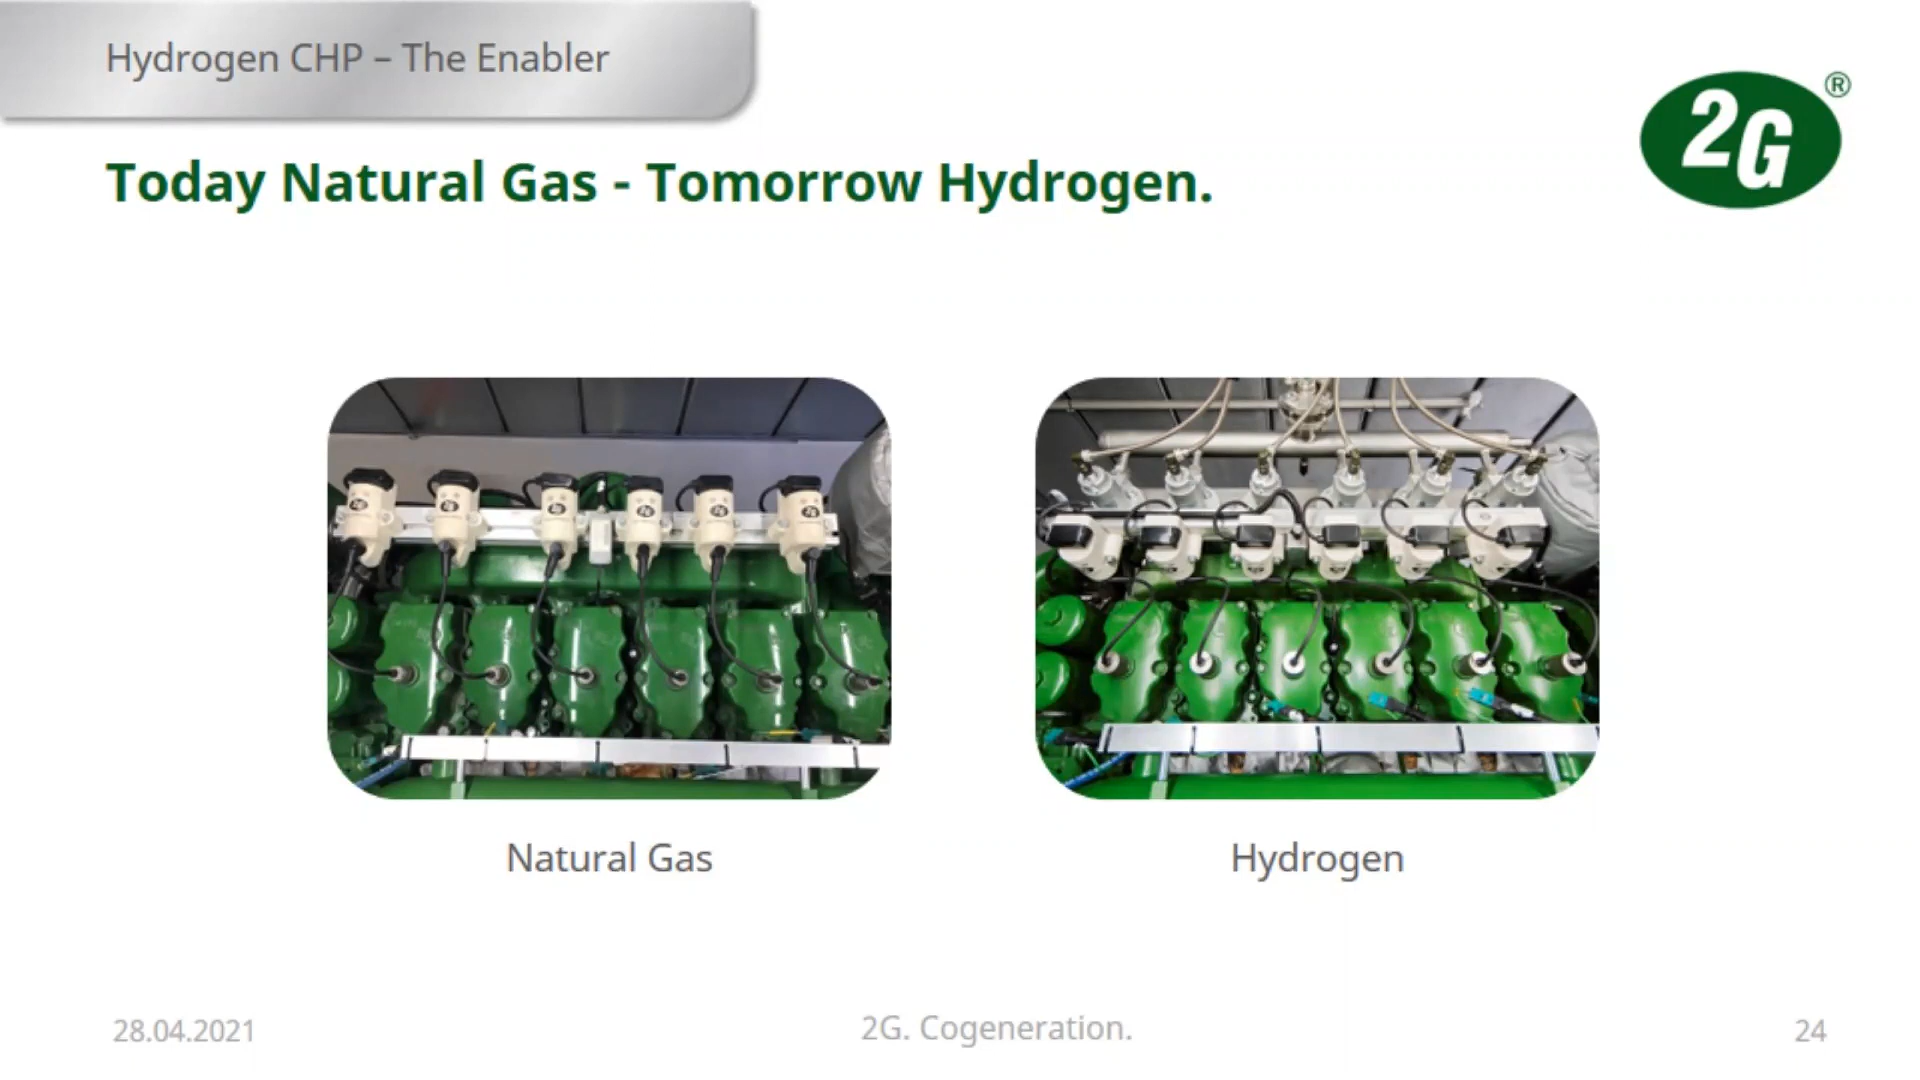 Hydrogen CHP – The Enabler
2G®
Today Natural Gas - Tomorrow Hydrogen.
Natural Gas
Hydrogen
28.04.2021
2G. Cogeneration.
24